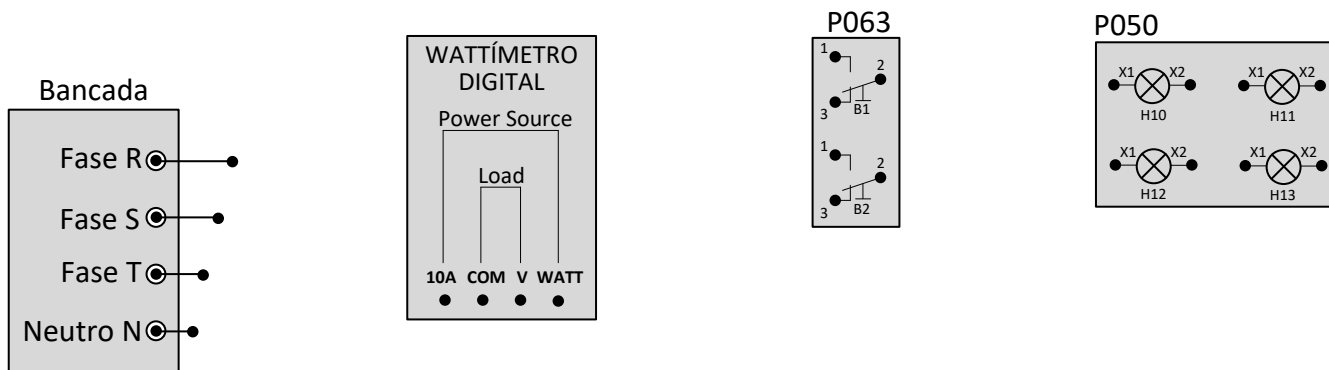 Bancada
Fase R
Fase S
Fase T
Neutro N
WATTÍMETRO
DIGITAL
Power Source
Load
10A COM V WATT
P063
1
2
3
B1
1
2
3
B2
P050
X1 X2
H10
X1 X2
H11
X1 X2
H12
X1 X2
H13